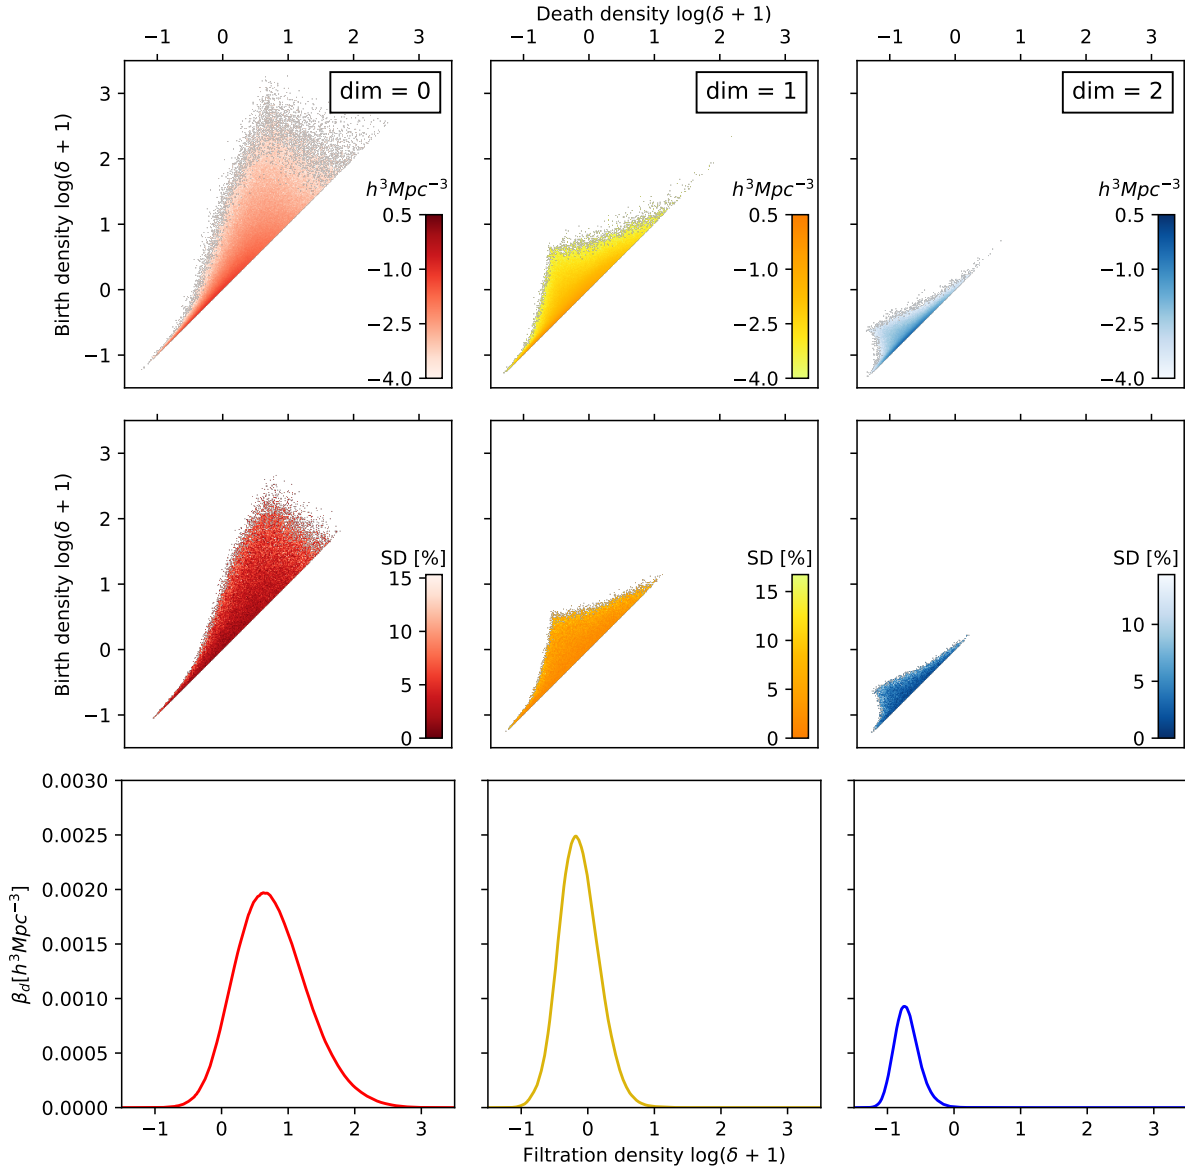 Death density log(δ + 1)
−1 0 1 2 3 −1 0 1 2 3 −1 0 1 2 3
dim = 0 dim = 1 dim = 2
Birth density log(δ + 1)
3
2
1
0
−1
h³Mpc⁻³
0.5
−1.0
−2.5
−4.0
h³Mpc⁻³
0.5
−1.0
−2.5
−4.0
h³Mpc⁻³
0.5
−1.0
−2.5
−4.0
Birth density log(δ + 1)
3
2
1
0
−1
SD [%]
15
10
5
0
SD [%]
15
10
5
0
SD [%]
10
5
0
β_d[h³Mpc⁻³]
0.0030
0.0025
0.0020
0.0015
0.0010
0.0005
0.0000
−1 0 1 2 3 −1 0 1 2 3 −1 0 1 2 3
Filtration density log(δ + 1)